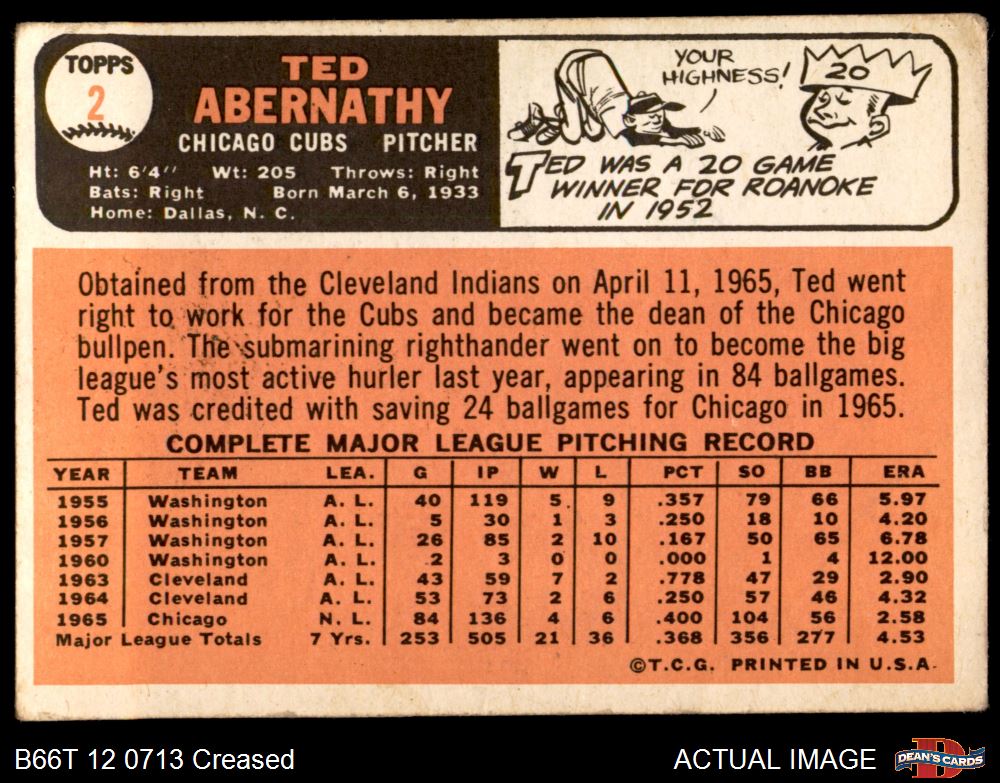 TOPPS
2
TED
ABERNATHY
CHICAGO CUBS PITCHER
Ht: 6'4" Wt: 205 Throws: Right
Bats: Right Born March 6, 1933
Home: Dallas, N. C.
YOUR
HIGHNESS!
20
TED WAS A 20 GAME
WINNER FOR ROANOKE
IN 1952
Obtained from the Cleveland Indians on April 11, 1965, Ted went
right to work for the Cubs and became the dean of the Chicago
bullpen. The submarining righthander went on to become the big
league's most active hurler last year, appearing in 84 ballgames.
Ted was credited with saving 24 ballgames for Chicago in 1965.
COMPLETE MAJOR LEAGUE PITCHING RECORD
YEAR TEAM LEA. G IP W L PCT SO BB ERA
1955 Washington A. L. 40 119 5 9 .357 79 66 5.97
1956 Washington A. L. 5 30 1 3 .250 18 10 4.20
1957 Washington A. L. 26 85 2 10 .167 50 65 6.78
1960 Washington A. L. 2 3 0 0 .000 1 4 12.00
1963 Cleveland A. L. 43 59 7 2 .778 47 29 2.90
1964 Cleveland A. L. 53 73 2 6 .250 57 46 4.32
1965 Chicago N. L. 84 136 4 6 .400 104 56 2.58
Major League Totals 7 Yrs. 253 505 21 36 .368 356 277 4.53
©T.C.G. PRINTED IN U.S.A.
B66T 12 0713 Creased
ACTUAL IMAGE
D
DEAN'S CARDS